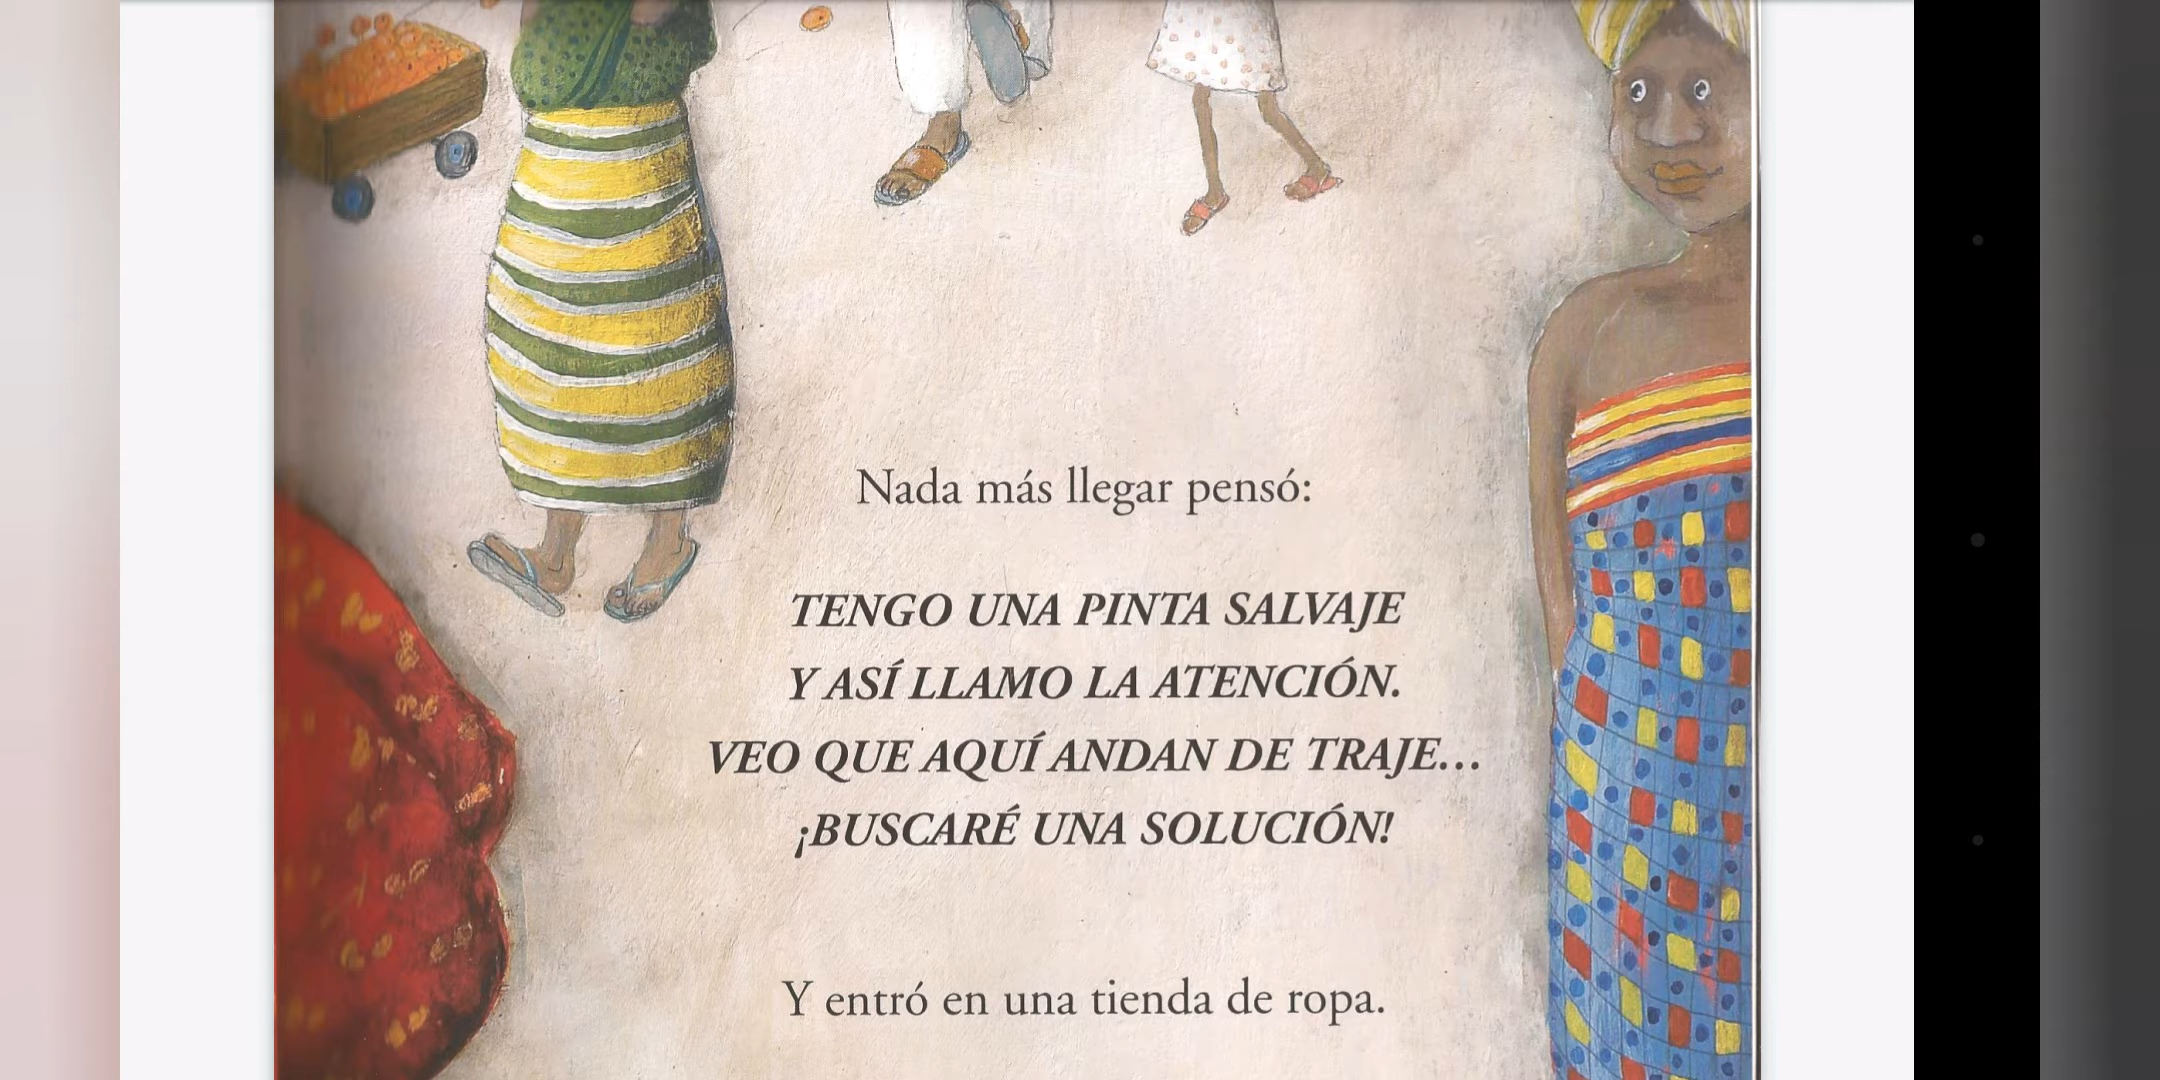 Nada más llegar pensó:
TENGO UNA PINTA SALVAJE
Y ASÍ LLAMO LA ATENCIÓN.
VEO QUE AQUÍ ANDAN DE TRAJE...
¡BUSCARÉ UNA SOLUCIÓN!
Y entró en una tienda de ropa.